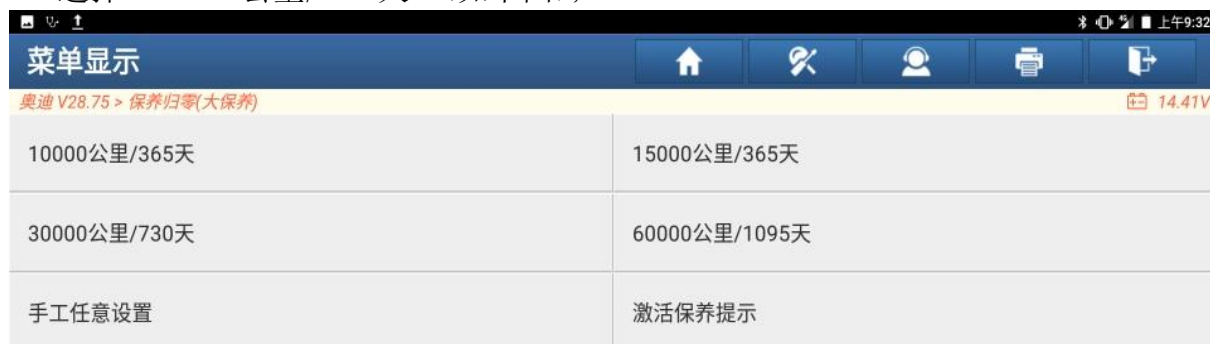 上午9:32
菜单显示
奥迪 V28.75 > 保养归零(大保养) 14.41V
10000公里/365天 15000公里/365天
30000公里/730天 60000公里/1095天
手工任意设置 激活保养提示